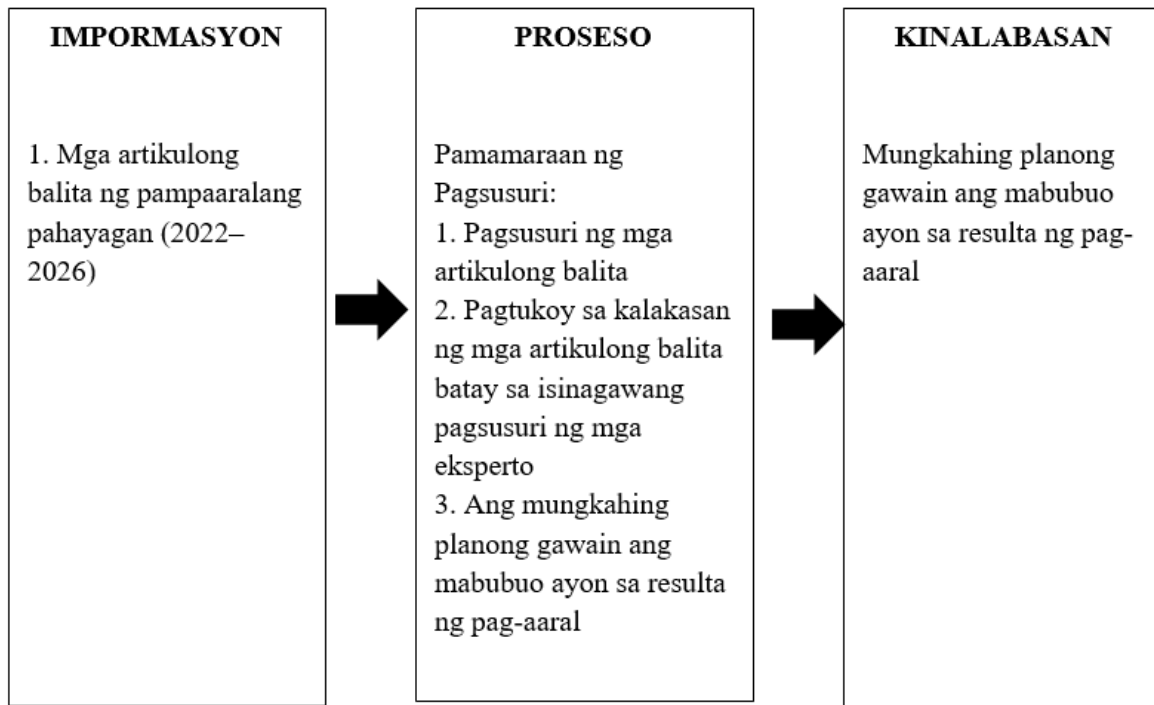 IMPORMASYON
1. Mga artikulong
balita ng pampaaralang
pahayagan (2022–
2026)
PROSESO
Pamamaraan ng
Pagsusuri:
1. Pagsusuri ng mga
artikulong balita
2. Pagtukoy sa kalakasan
ng mga artikulong balita
batay sa isinagawang
pagsusuri ng mga
eksperto
3. Ang mungkahing
planong gawain ang
mabubuo ayon sa resulta
ng pag-aaral
KINALABASAN
Mungkahing planong
gawain ang mabubuo
ayon sa resulta ng pag-
aaral